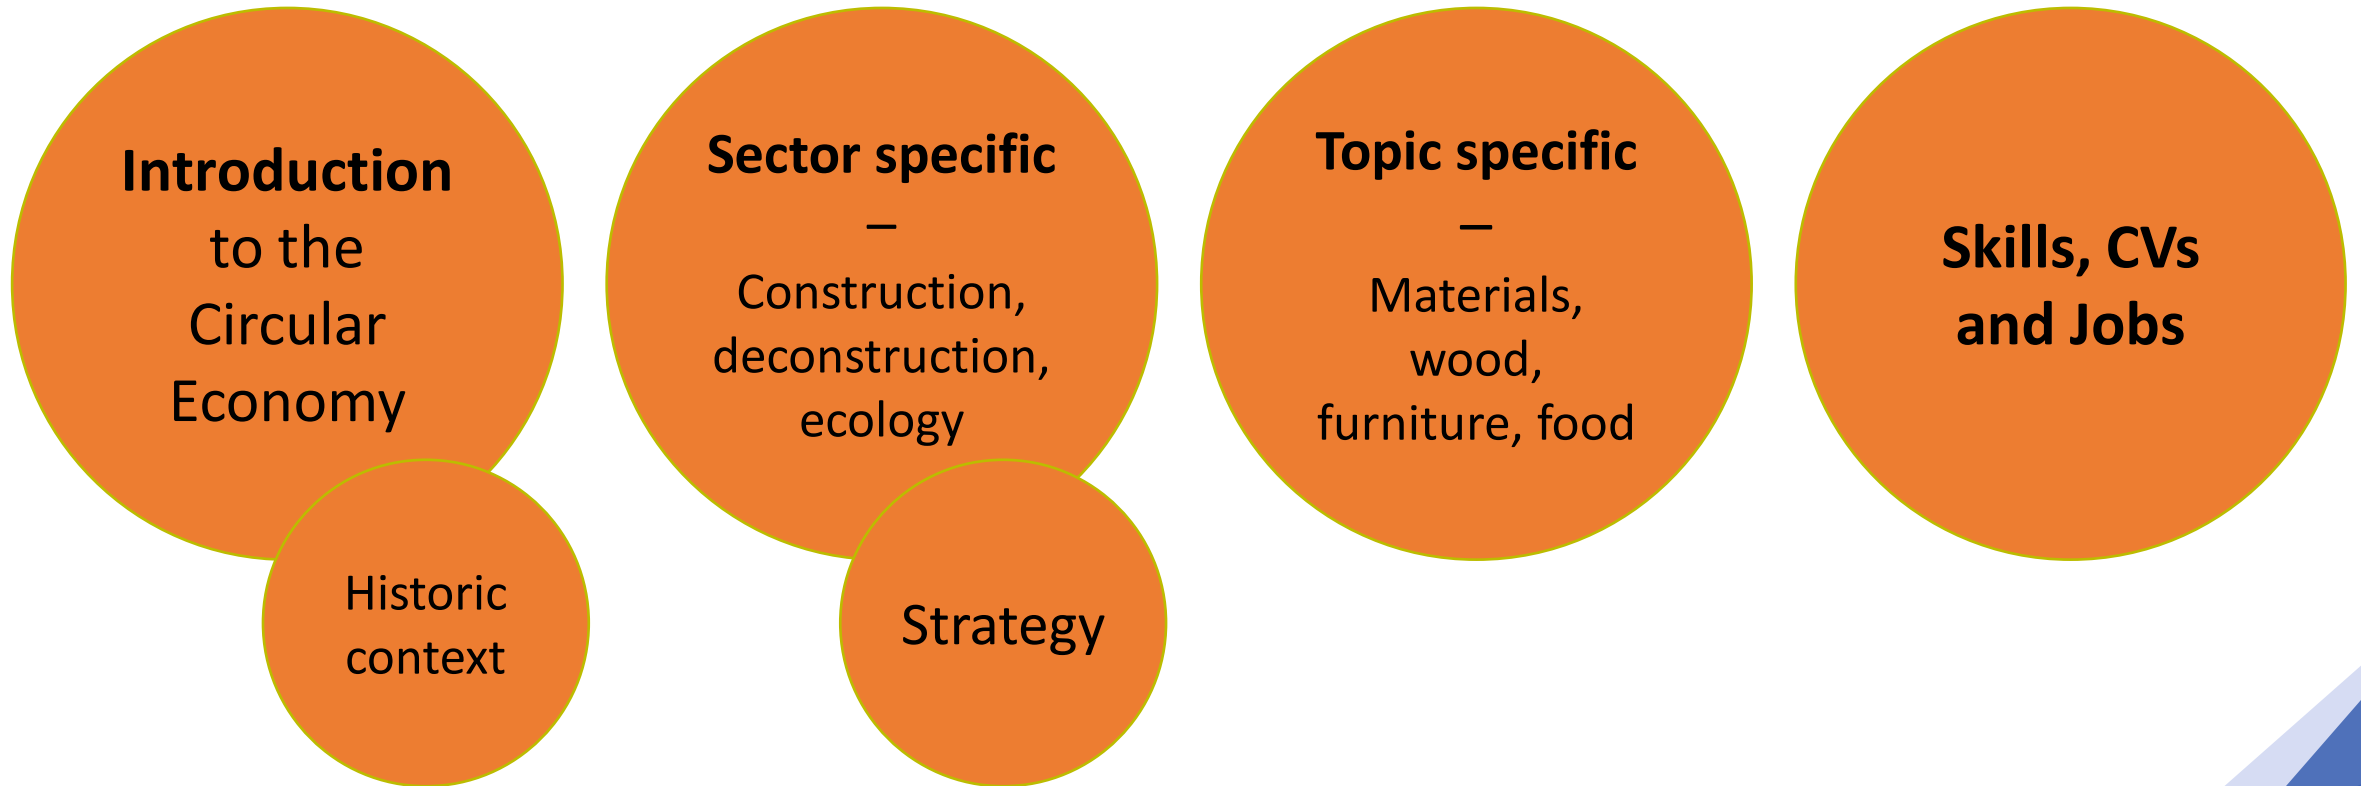 Introduction
to the
Circular
Economy
Historic
context
Sector specific
–
Construction,
deconstruction,
ecology
Strategy
Topic specific
–
Materials,
wood,
furniture, food
Skills, CVs
and Jobs